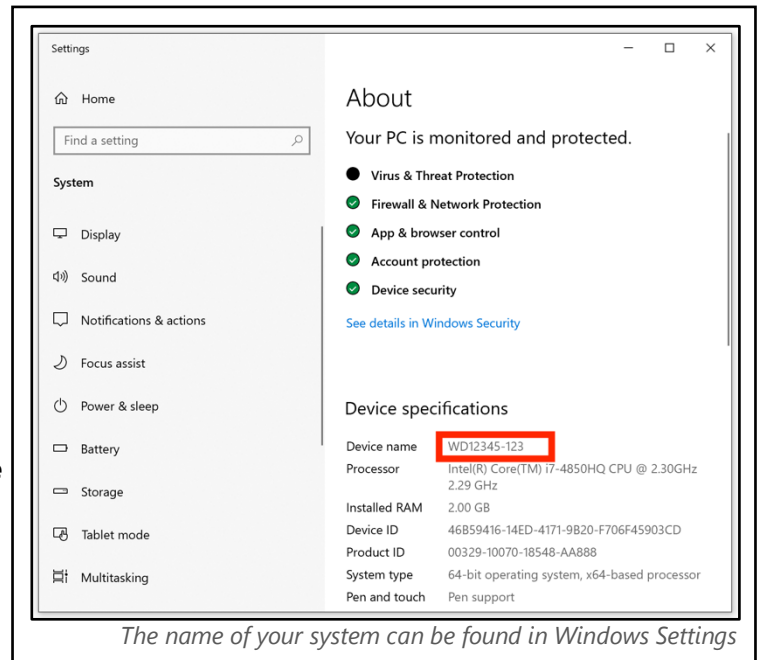 Settings
Home
Find a setting
System
Display
Sound
Notifications & actions
Focus assist
Power & sleep
Battery
Storage
Tablet mode
Multitasking
About
Your PC is monitored and protected.
Virus & Threat Protection
Firewall & Network Protection
App & browser control
Account protection
Device security
See details in Windows Security
Device specifications
Device name WD12345-123
Processor Intel(R) Core(TM) i7-4850HQ CPU @ 2.30GHz
2.29 GHz
Installed RAM 2.00 GB
Device ID 46B59416-14ED-4171-9B20-F706F45903CD
Product ID 00329-10070-18548-AA888
System type 64-bit operating system, x64-based processor
Pen and touch Pen support
The name of your system can be found in Windows Settings